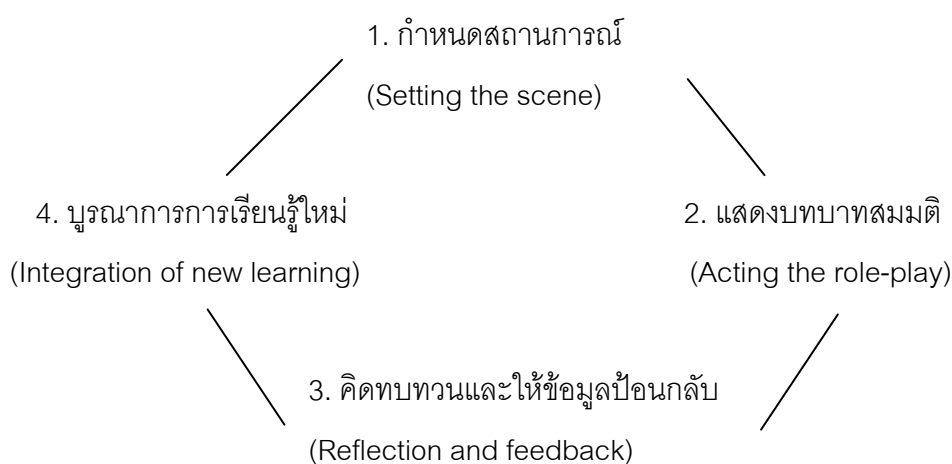 1. กำหนดสถานการณ์
(Setting the scene)
4. บูรณาการการเรียนรู้ใหม่
(Integration of new learning)
2. แสดงบทบาทสมมติ
(Acting the role-play)
3. คิดทบทวนและให้ข้อมูลป้อนกลับ
(Reflection and feedback)